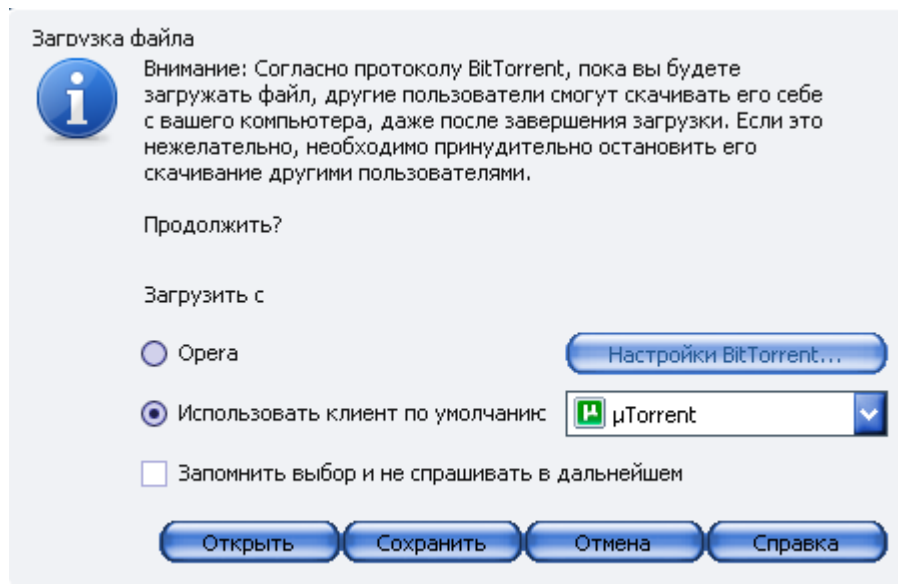 Загрузка файла
Внимание: Согласно протоколу BitTorrent, пока вы будете
загружать файл, другие пользователи смогут скачивать его себе
с вашего компьютера, даже после завершения загрузки. Если это
нежелательно, необходимо принудительно остановить его
скачивание другими пользователями.
Продолжить?
Загрузить с
Opera
Настройки BitTorrent...
Использовать клиент по умолчанию
µ µTorrent
Запомнить выбор и не спрашивать в дальнейшем
Открыть Сохранить Отмена Справка